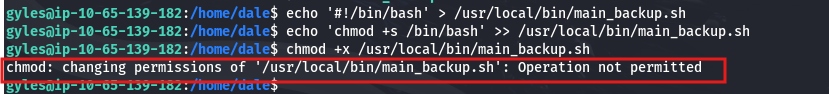 gyles@ip-10-65-139-182:/home/dale$ echo '#!/bin/bash' > /usr/local/bin/main_backup.sh
gyles@ip-10-65-139-182:/home/dale$ echo 'chmod +s /bin/bash' >> /usr/local/bin/main_backup.sh
gyles@ip-10-65-139-182:/home/dale$ chmod +x /usr/local/bin/main_backup.sh
chmod: changing permissions of '/usr/local/bin/main_backup.sh': Operation not permitted
gyles@ip-10-65-139-182:/home/dale$